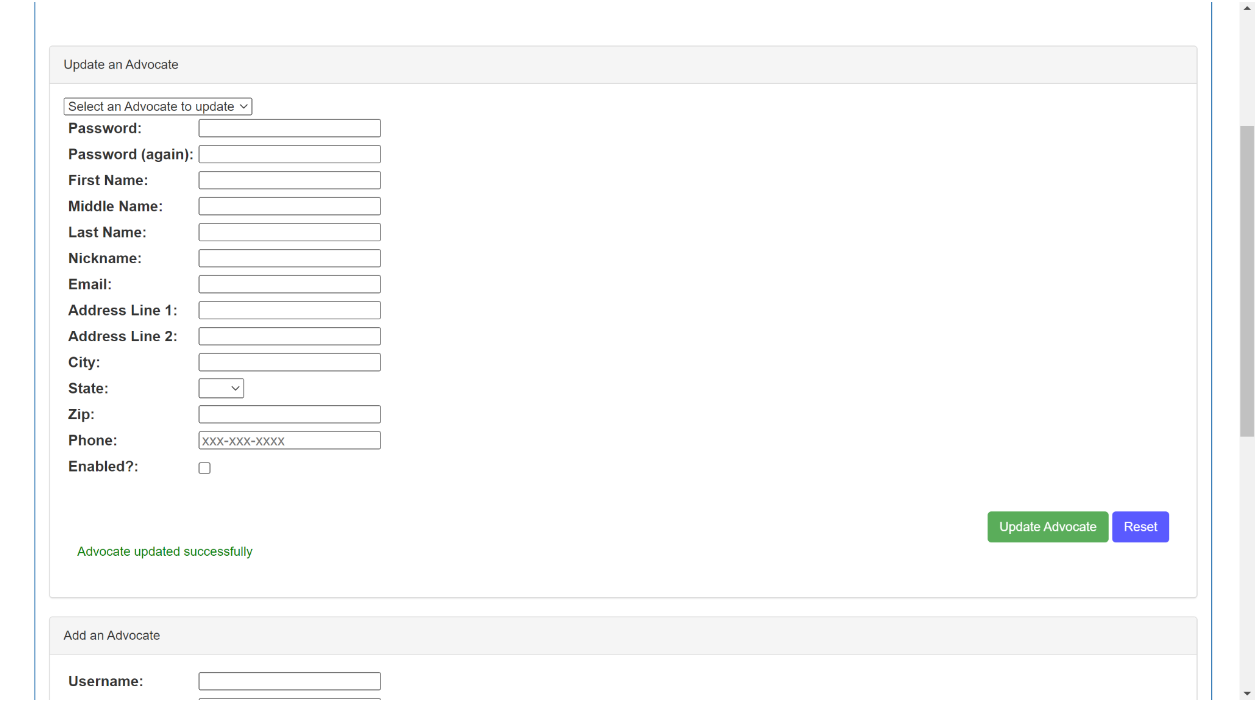 Update an Advocate
Select an Advocate to update
Password:
Password (again):
First Name:
Middle Name:
Last Name:
Nickname:
Email:
Address Line 1:
Address Line 2:
City:
State:
Zip:
Phone: xxx-xxx-xxxx
Enabled?:
Update Advocate Reset
Advocate updated successfully
Add an Advocate
Username: